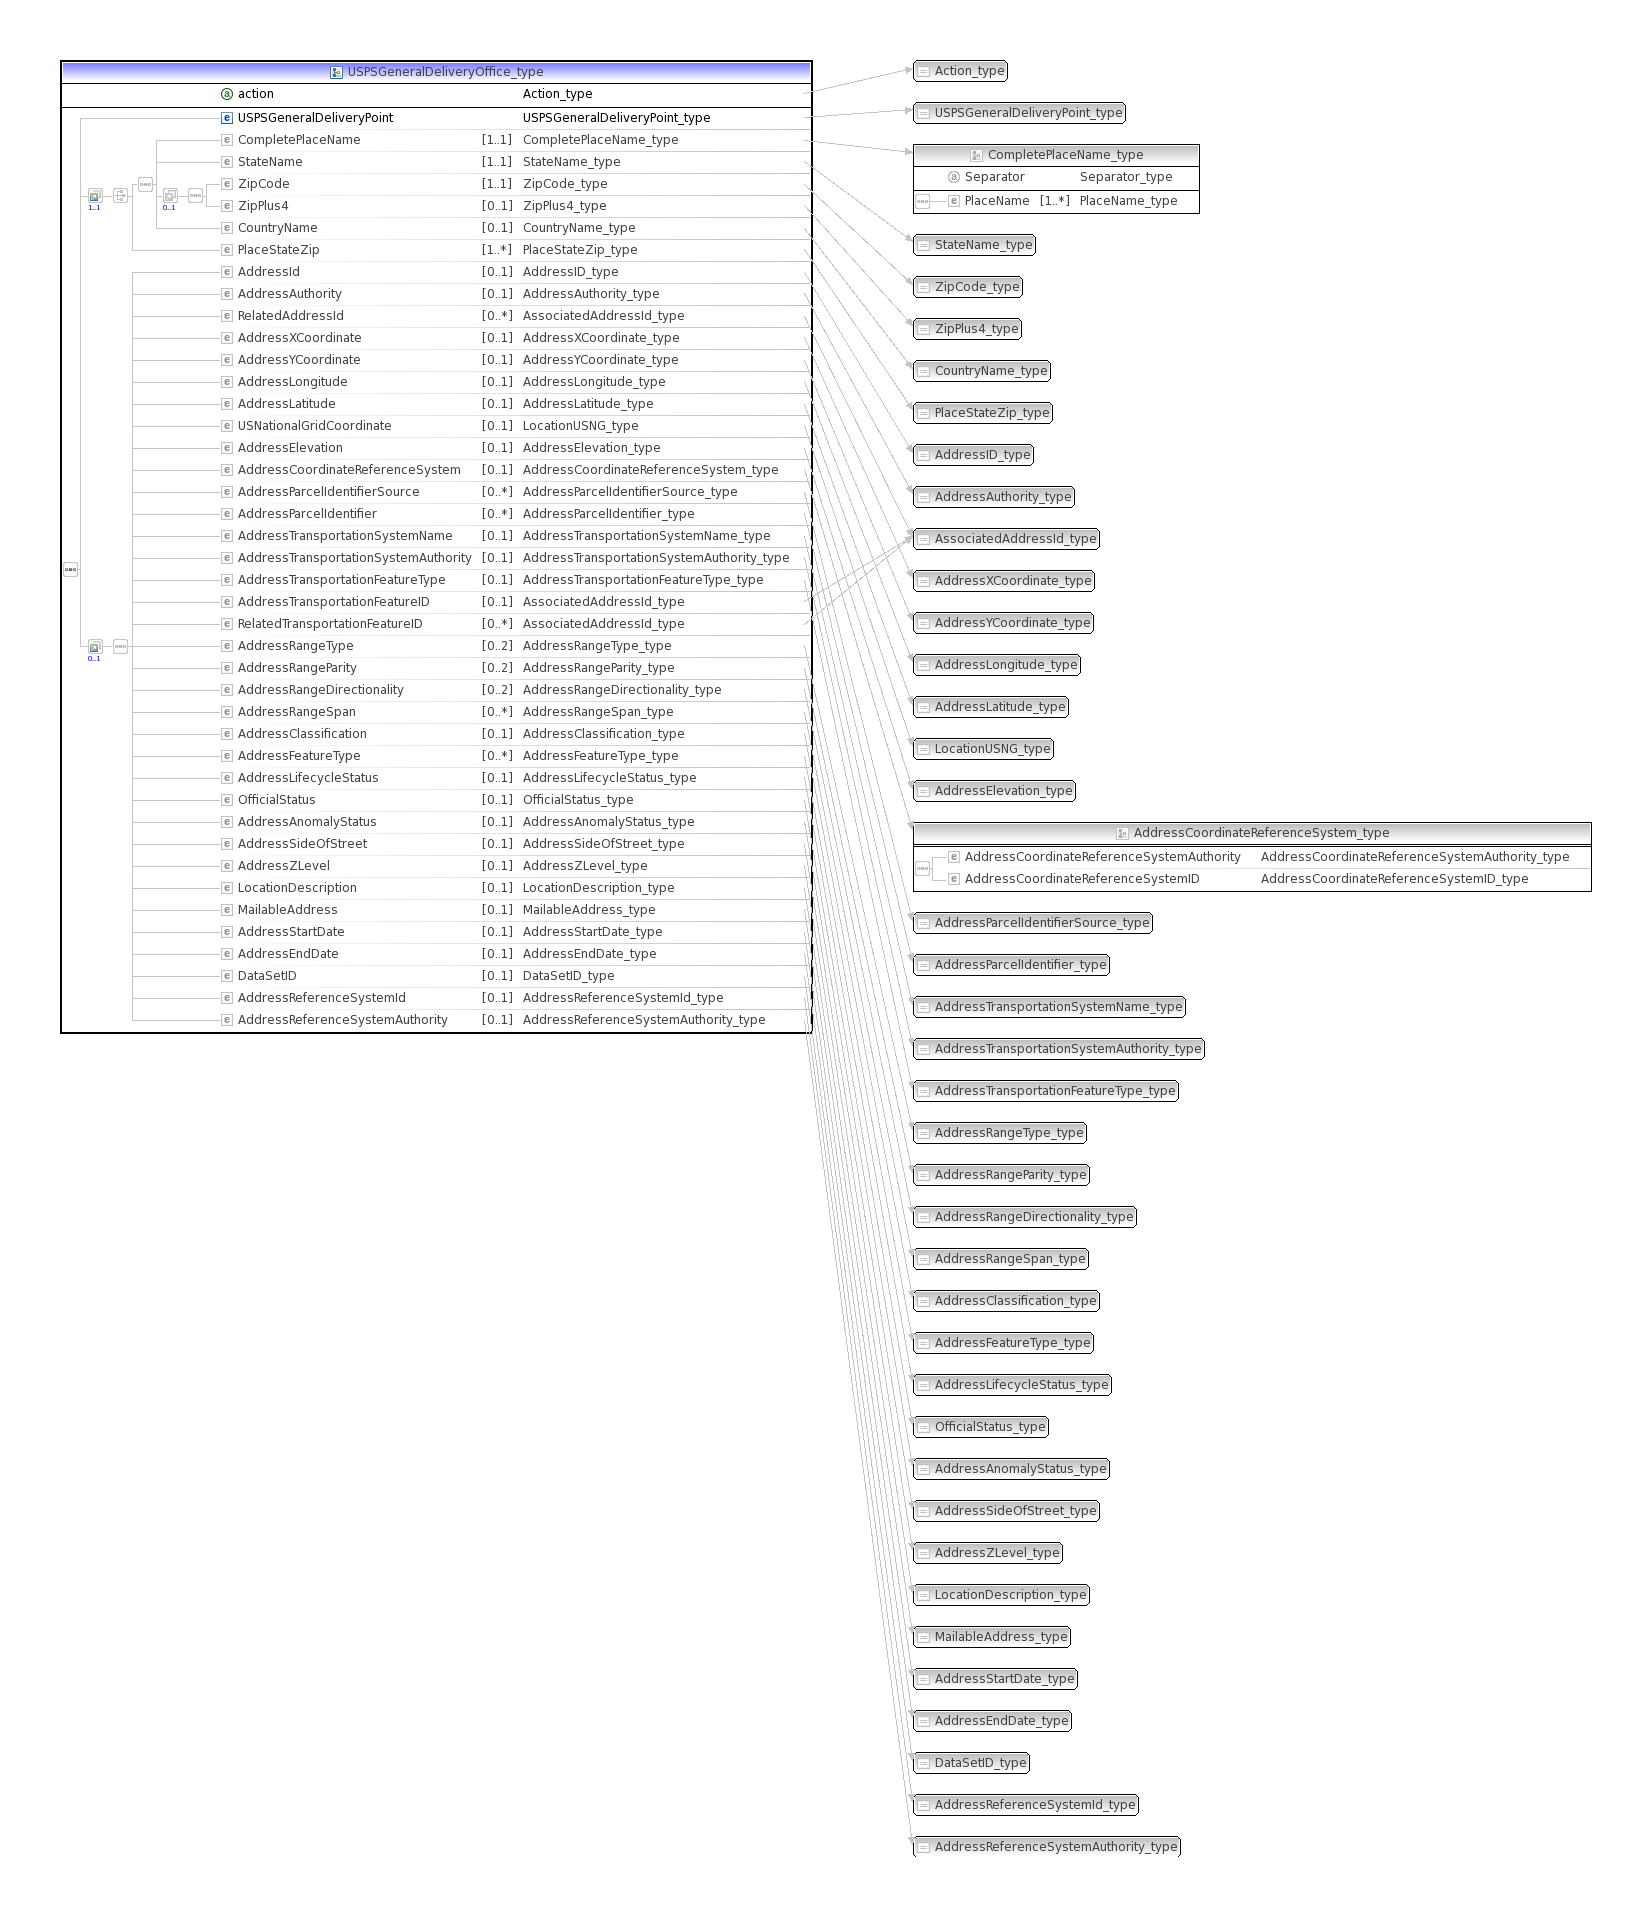 USPSGeneralDeliveryOffice_type
action Action_type
USPSGeneralDeliveryPoint USPSGeneralDeliveryPoint_type
CompletePlaceName [1..1] CompletePlaceName_type
StateName [1..1] StateName_type
ZipCode [1..1] ZipCode_type
1..1
0..1
ZipPlus4 [0..1] ZipPlus4_type
CountryName [0..1] CountryName_type
PlaceStateZip [1..*] PlaceStateZip_type
AddressId [0..1] AddressID_type
AddressAuthority [0..1] AddressAuthority_type
RelatedAddressId [0..*] AssociatedAddressId_type
AddressXCoordinate [0..1] AddressXCoordinate_type
AddressYCoordinate [0..1] AddressYCoordinate_type
AddressLongitude [0..1] AddressLongitude_type
AddressLatitude [0..1] AddressLatitude_type
USNationalGridCoordinate [0..1] LocationUSNG_type
AddressElevation [0..1] AddressElevation_type
AddressCoordinateReferenceSystem [0..1] AddressCoordinateReferenceSystem_type
AddressParcelIdentifierSource [0..*] AddressParcelIdentifierSource_type
AddressParcelIdentifier [0..*] AddressParcelIdentifier_type
AddressTransportationSystemName [0..1] AddressTransportationSystemName_type
AddressTransportationSystemAuthority [0..1] AddressTransportationSystemAuthority_type
AddressTransportationFeatureType [0..1] AddressTransportationFeatureType_type
AddressTransportationFeatureID [0..1] AssociatedAddressId_type
RelatedTransportationFeatureID [0..*] AssociatedAddressId_type
AddressRangeType [0..2] AddressRangeType_type
0..1
AddressRangeParity [0..2] AddressRangeParity_type
AddressRangeDirectionality [0..2] AddressRangeDirectionality_type
AddressRangeSpan [0..*] AddressRangeSpan_type
AddressClassification [0..1] AddressClassification_type
AddressFeatureType [0..*] AddressFeatureType_type
AddressLifecycleStatus [0..1] AddressLifecycleStatus_type
OfficialStatus [0..1] OfficialStatus_type
AddressAnomalyStatus [0..1] AddressAnomalyStatus_type
AddressSideOfStreet [0..1] AddressSideOfStreet_type
AddressZLevel [0..1] AddressZLevel_type
LocationDescription [0..1] LocationDescription_type
MailableAddress [0..1] MailableAddress_type
AddressStartDate [0..1] AddressStartDate_type
AddressEndDate [0..1] AddressEndDate_type
DataSetID [0..1] DataSetID_type
AddressReferenceSystemId [0..1] AddressReferenceSystemId_type
AddressReferenceSystemAuthority [0..1] AddressReferenceSystemAuthority_type
Action_type
USPSGeneralDeliveryPoint_type
CompletePlaceName_type
Separator Separator_type
PlaceName [1..*] PlaceName_type
StateName_type
ZipCode_type
ZipPlus4_type
CountryName_type
PlaceStateZip_type
AddressID_type
AddressAuthority_type
AssociatedAddressId_type
AddressXCoordinate_type
AddressYCoordinate_type
AddressLongitude_type
AddressLatitude_type
LocationUSNG_type
AddressElevation_type
AddressCoordinateReferenceSystem_type
AddressCoordinateReferenceSystemAuthority AddressCoordinateReferenceSystemAuthority_type
AddressCoordinateReferenceSystemID AddressCoordinateReferenceSystemID_type
AddressParcelIdentifierSource_type
AddressParcelIdentifier_type
AddressTransportationSystemName_type
AddressTransportationSystemAuthority_type
AddressTransportationFeatureType_type
AddressRangeType_type
AddressRangeParity_type
AddressRangeDirectionality_type
AddressRangeSpan_type
AddressClassification_type
AddressFeatureType_type
AddressLifecycleStatus_type
OfficialStatus_type
AddressAnomalyStatus_type
AddressSideOfStreet_type
AddressZLevel_type
LocationDescription_type
MailableAddress_type
AddressStartDate_type
AddressEndDate_type
DataSetID_type
AddressReferenceSystemId_type
AddressReferenceSystemAuthority_type